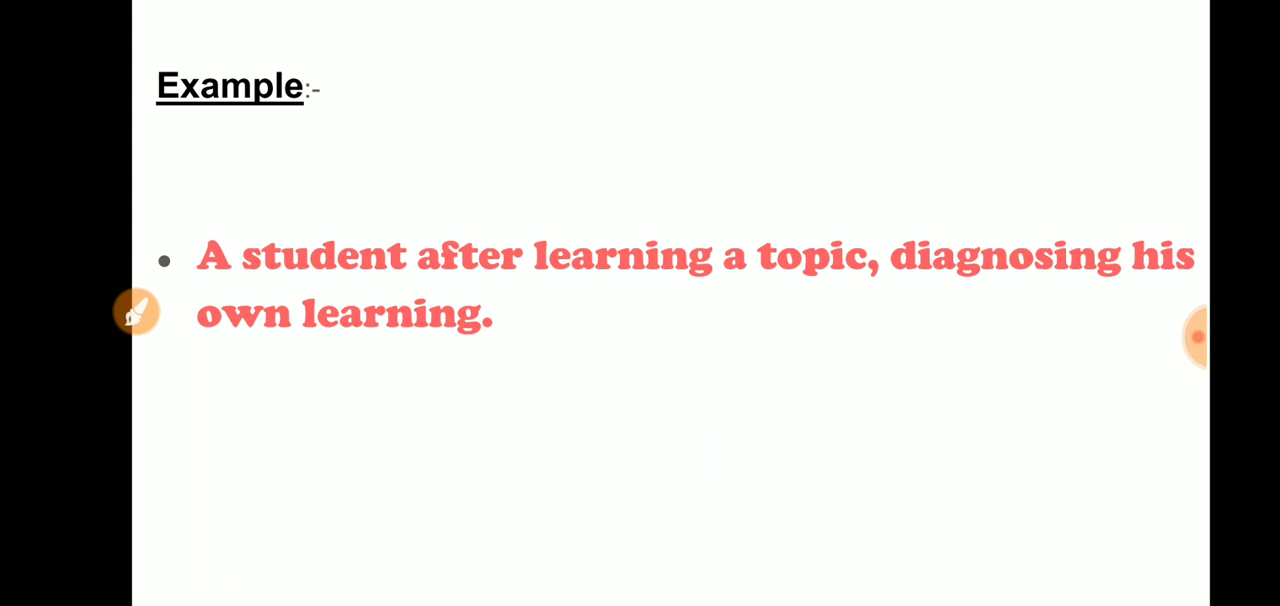 Example:-
• A student after learning a topic, diagnosing his
own learning.